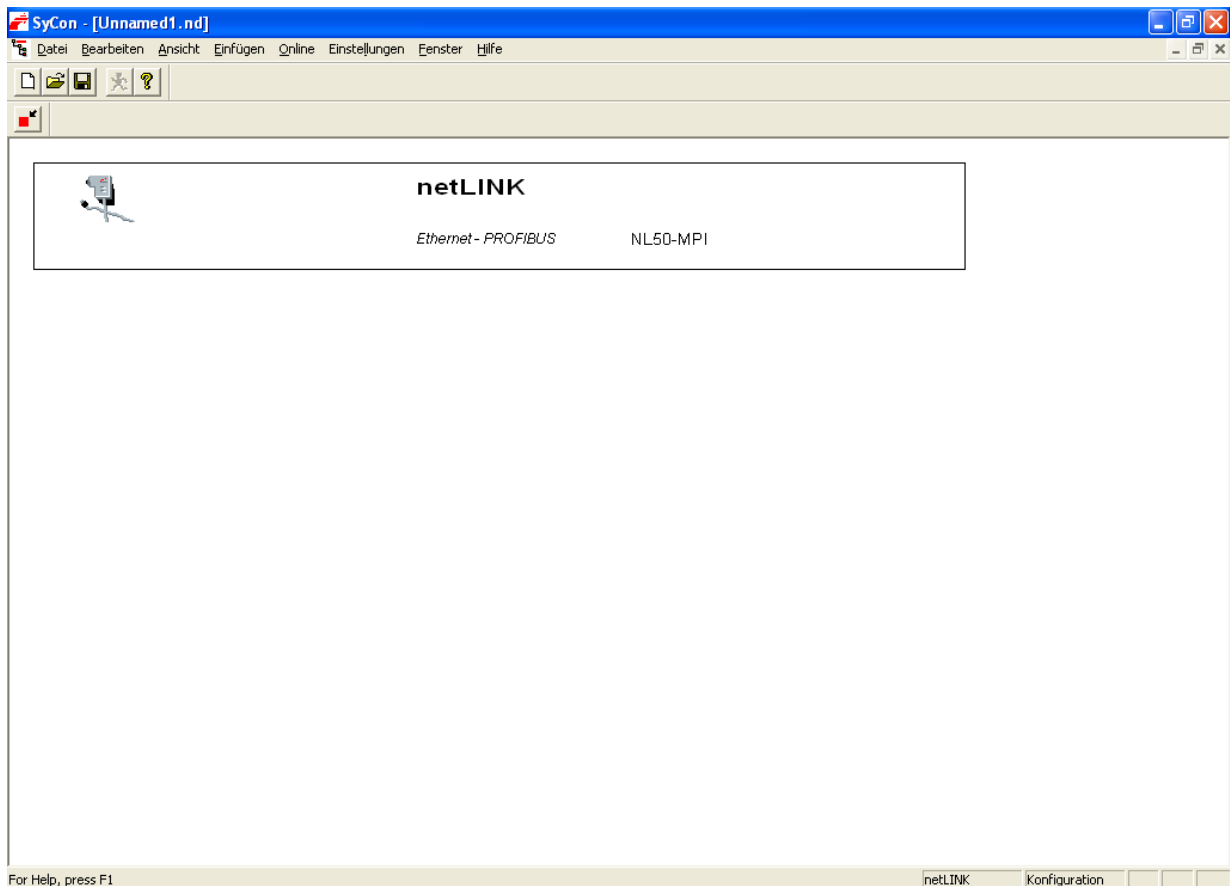 SyCon - [Unnamed1.nd]
Datei Bearbeiten Ansicht Einfügen Online Einstellungen Fenster Hilfe
netLINK
Ethernet - PROFIBUS NL50-MPI
For Help, press F1 netLINK Konfiguration